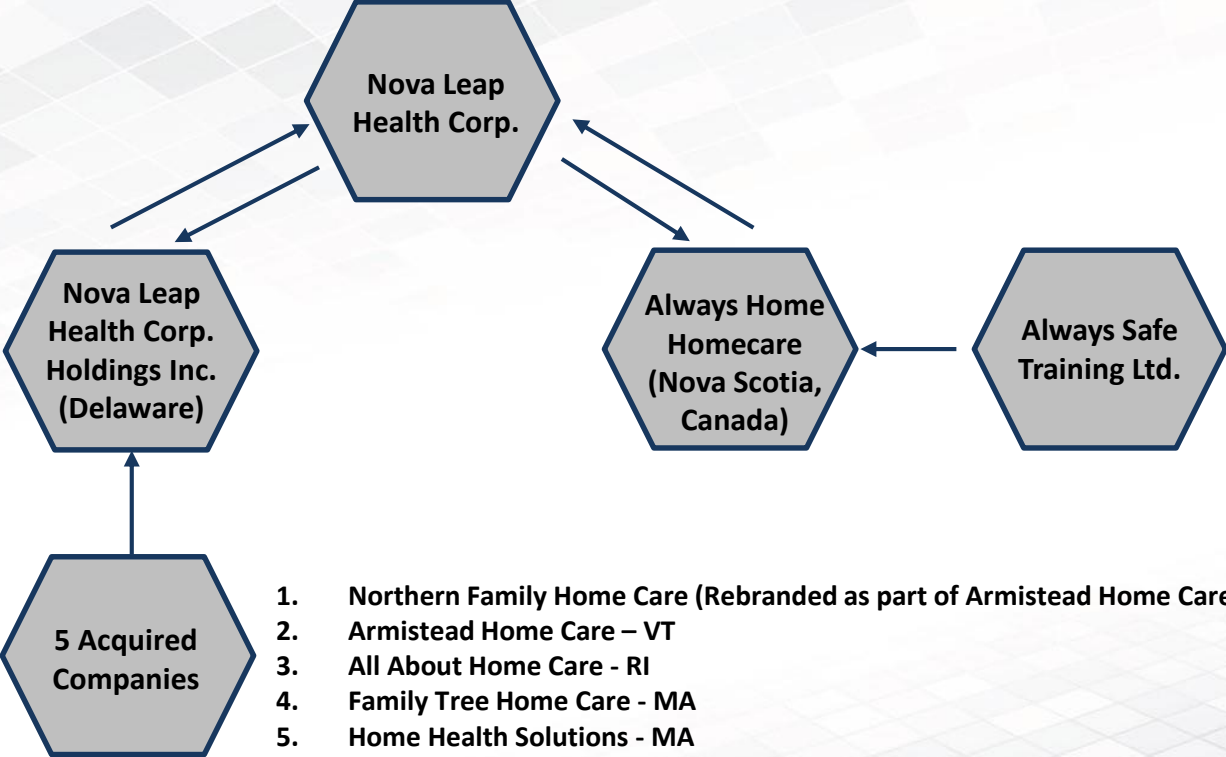 Nova Leap
Health Corp.
Nova Leap
Health Corp.
Holdings Inc.
(Delaware)
Always Home
Homecare
(Nova Scotia,
Canada)
Always Safe
Training Ltd.
5 Acquired
Companies
1. Northern Family Home Care (Rebranded as part of Armistead Home Care
2. Armistead Home Care – VT
3. All About Home Care - RI
4. Family Tree Home Care - MA
5. Home Health Solutions - MA